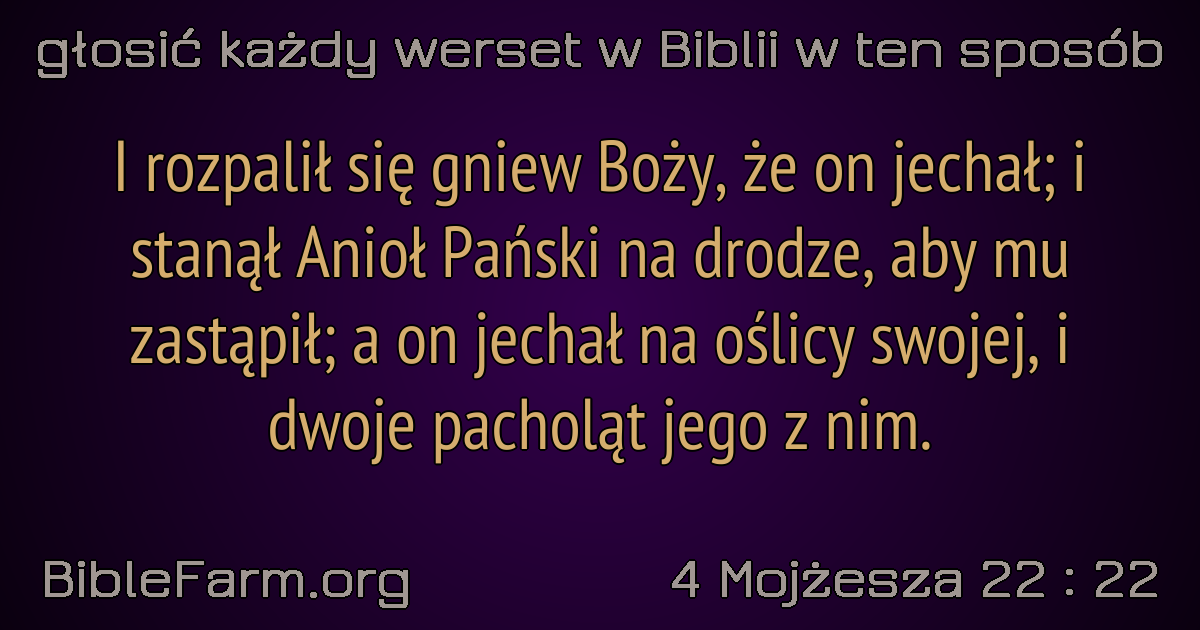 głosić każdy werset w Biblii w ten sposób
I rozpalił się gniew Boży, że on jechał; i
stanął Anioł Pański na drodze, aby mu
zastąpił; a on jechał na oślicy swojej, i
dwoje pacholąt jego z nim.
BibleFarm.org
4 Mojżesza 22 : 22